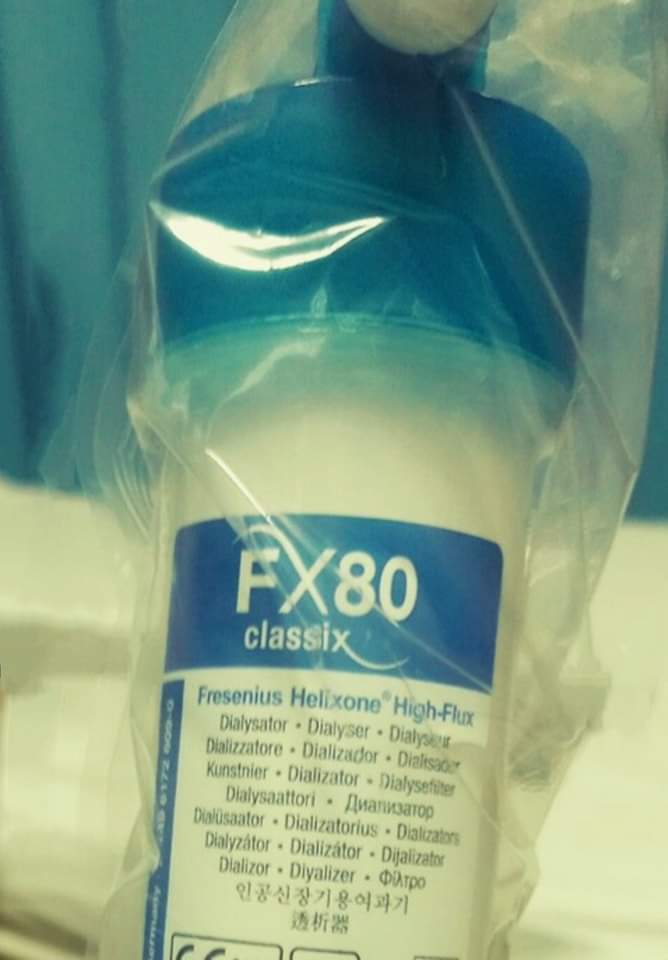 FX80
classix
Fresenius Helixone® High-Flux
Dialysator • Dialyser • Dialyseur
Dializzatore • Dializador • Dialisador
Kunstnier • Dializator • Dialysefilter
Dialysaattori • Диализатор
Dialüsaator • Dializatorius • Dializators
Dialyzátor • Dializátor • Dijalizator
Dializor • Diyalizer • Φίλτρο
인공신장기용여과기
透析器